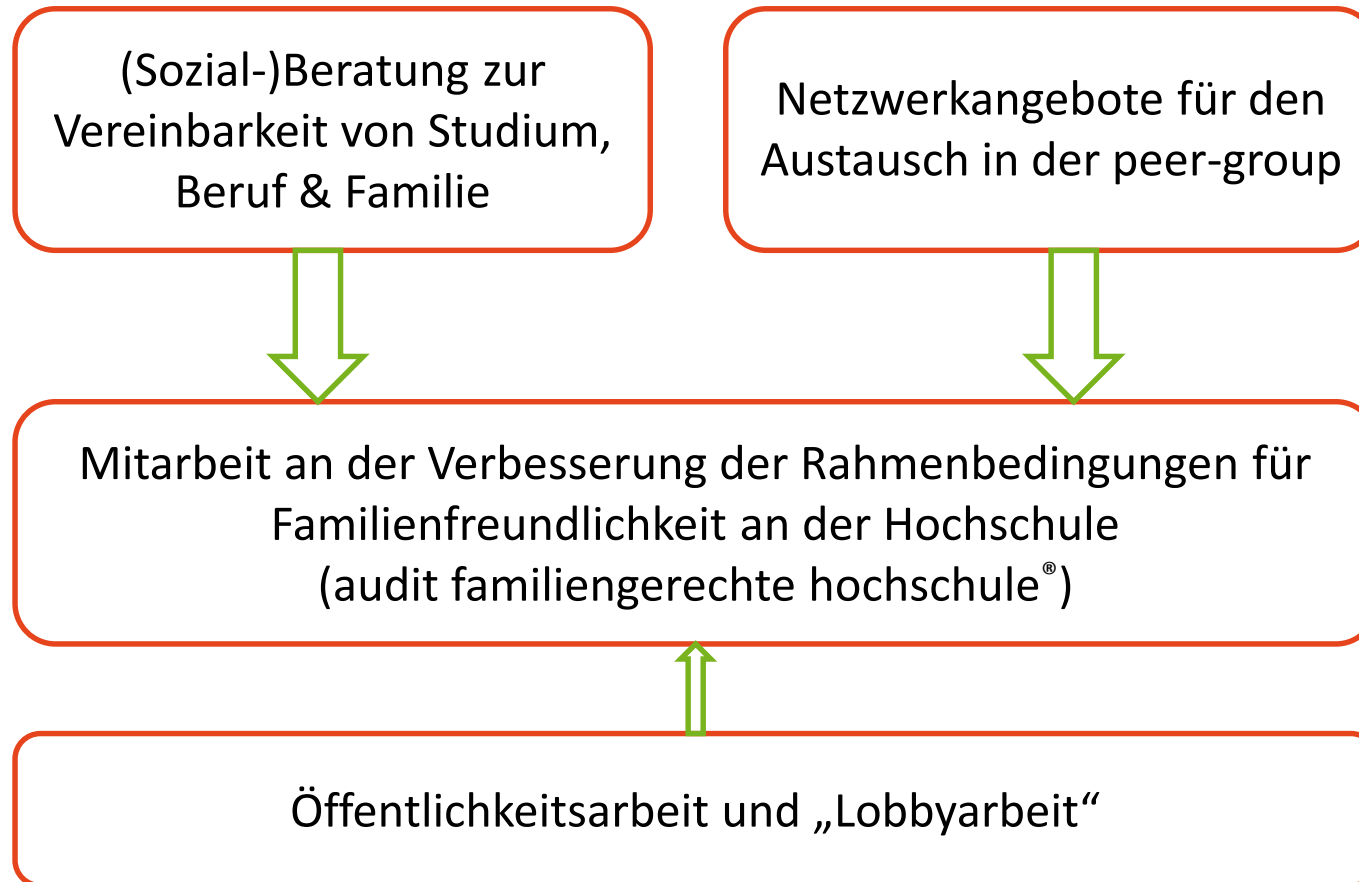 (Sozial-)Beratung zur
Vereinbarkeit von Studium,
Beruf & Familie
Netzwerkangebote für den
Austausch in der peer-group
Mitarbeit an der Verbesserung der Rahmenbedingungen für
Familienfreundlichkeit an der Hochschule
(audit familiengerechte hochschule®)
Öffentlichkeitsarbeit und „Lobbyarbeit“